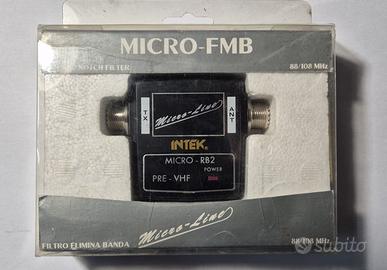 MICRO-FMB
NOTCH FILTER
88/108 MHz
TX
Micro-Line
ANT
INTEK®
MICRO - RB2
POWER
PRE - VHF
Micro-Line
FILTRO ELIMINA BANDA
88/108 MHz
subito